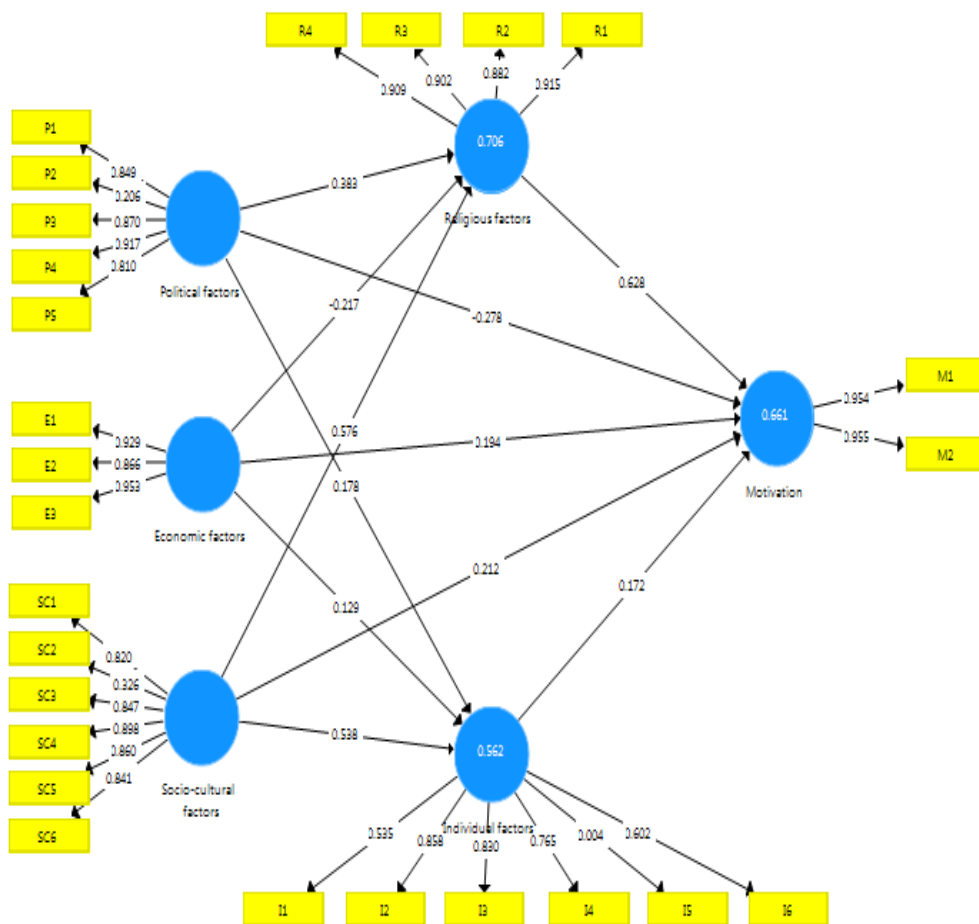 R4
R3
R2
R1
0.909
0.902
0.882
0.915
0.706
Religious factors
P1
P2
P3
P4
P5
0.849
0.206
0.870
0.917
0.810
Political factors
0.383
-0.217
-0.278
0.628
E1
E2
E3
0.929
0.866
0.953
Economic factors
0.576
0.178
0.194
0.661
Motivation
M1
M2
0.954
0.955
0.129
0.212
0.172
SC1
SC2
SC3
SC4
SC5
SC6
0.820
0.326
0.847
0.898
0.860
0.841
Socio-cultural
factors
0.538
0.562
Individual factors
0.535
0.858
0.830
0.765
0.004
0.602
I1
I2
I3
I4
I5
I6